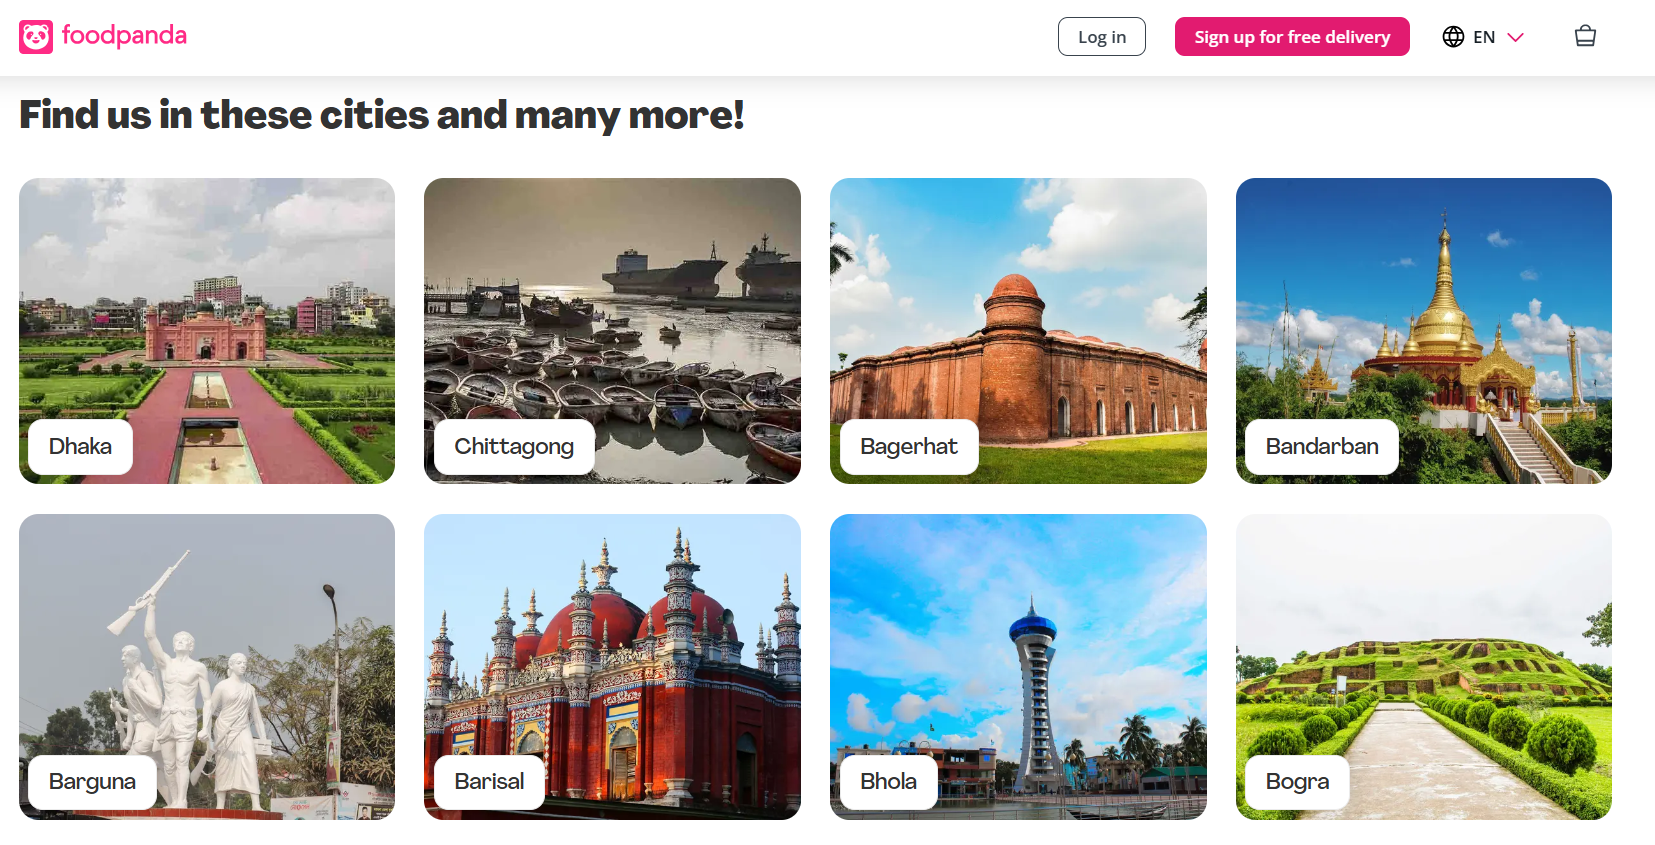 foodpanda
Log in
Sign up for free delivery
EN
Find us in these cities and many more!
Dhaka
Chittagong
Bagerhat
Bandarban
Barguna
Barisal
Bhola
Bogra